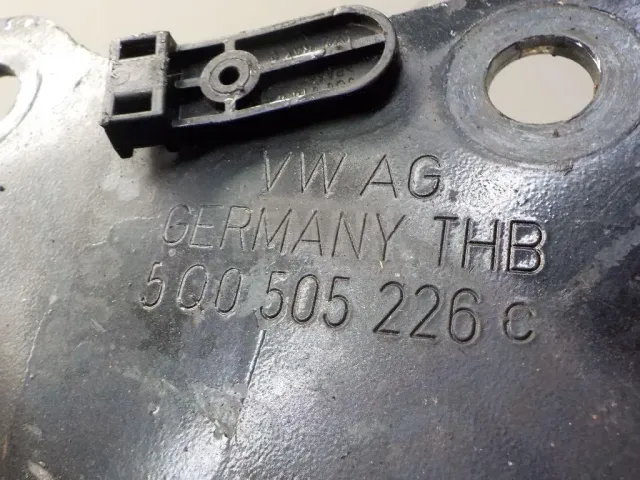 VW AG.
GERMANY THB
5Q0 505 226 C